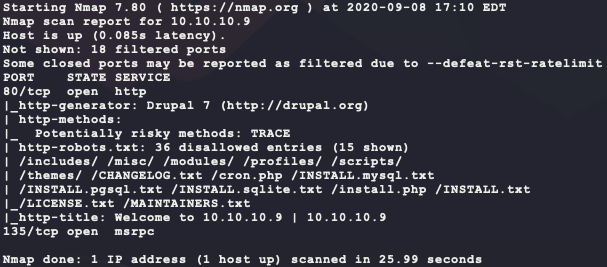 Starting Nmap 7.80 ( https://nmap.org ) at 2020-09-08 17:10 EDT
Nmap scan report for 10.10.10.9
Host is up (0.085s latency).
Not shown: 18 filtered ports
Some closed ports may be reported as filtered due to --defeat-rst-ratelimit
PORT    STATE SERVICE
80/tcp  open  http
|_http-generator: Drupal 7 (http://drupal.org)
| http-methods:
|_  Potentially risky methods: TRACE
| http-robots.txt: 36 disallowed entries (15 shown)
| /includes/ /misc/ /modules/ /profiles/ /scripts/
| /themes/ /CHANGELOG.txt /cron.php /INSTALL.mysql.txt
| /INSTALL.pgsql.txt /INSTALL.sqlite.txt /install.php /INSTALL.txt
|_/LICENSE.txt /MAINTAINERS.txt
|_http-title: Welcome to 10.10.10.9 | 10.10.10.9
135/tcp open  msrpc
Nmap done: 1 IP address (1 host up) scanned in 25.99 seconds